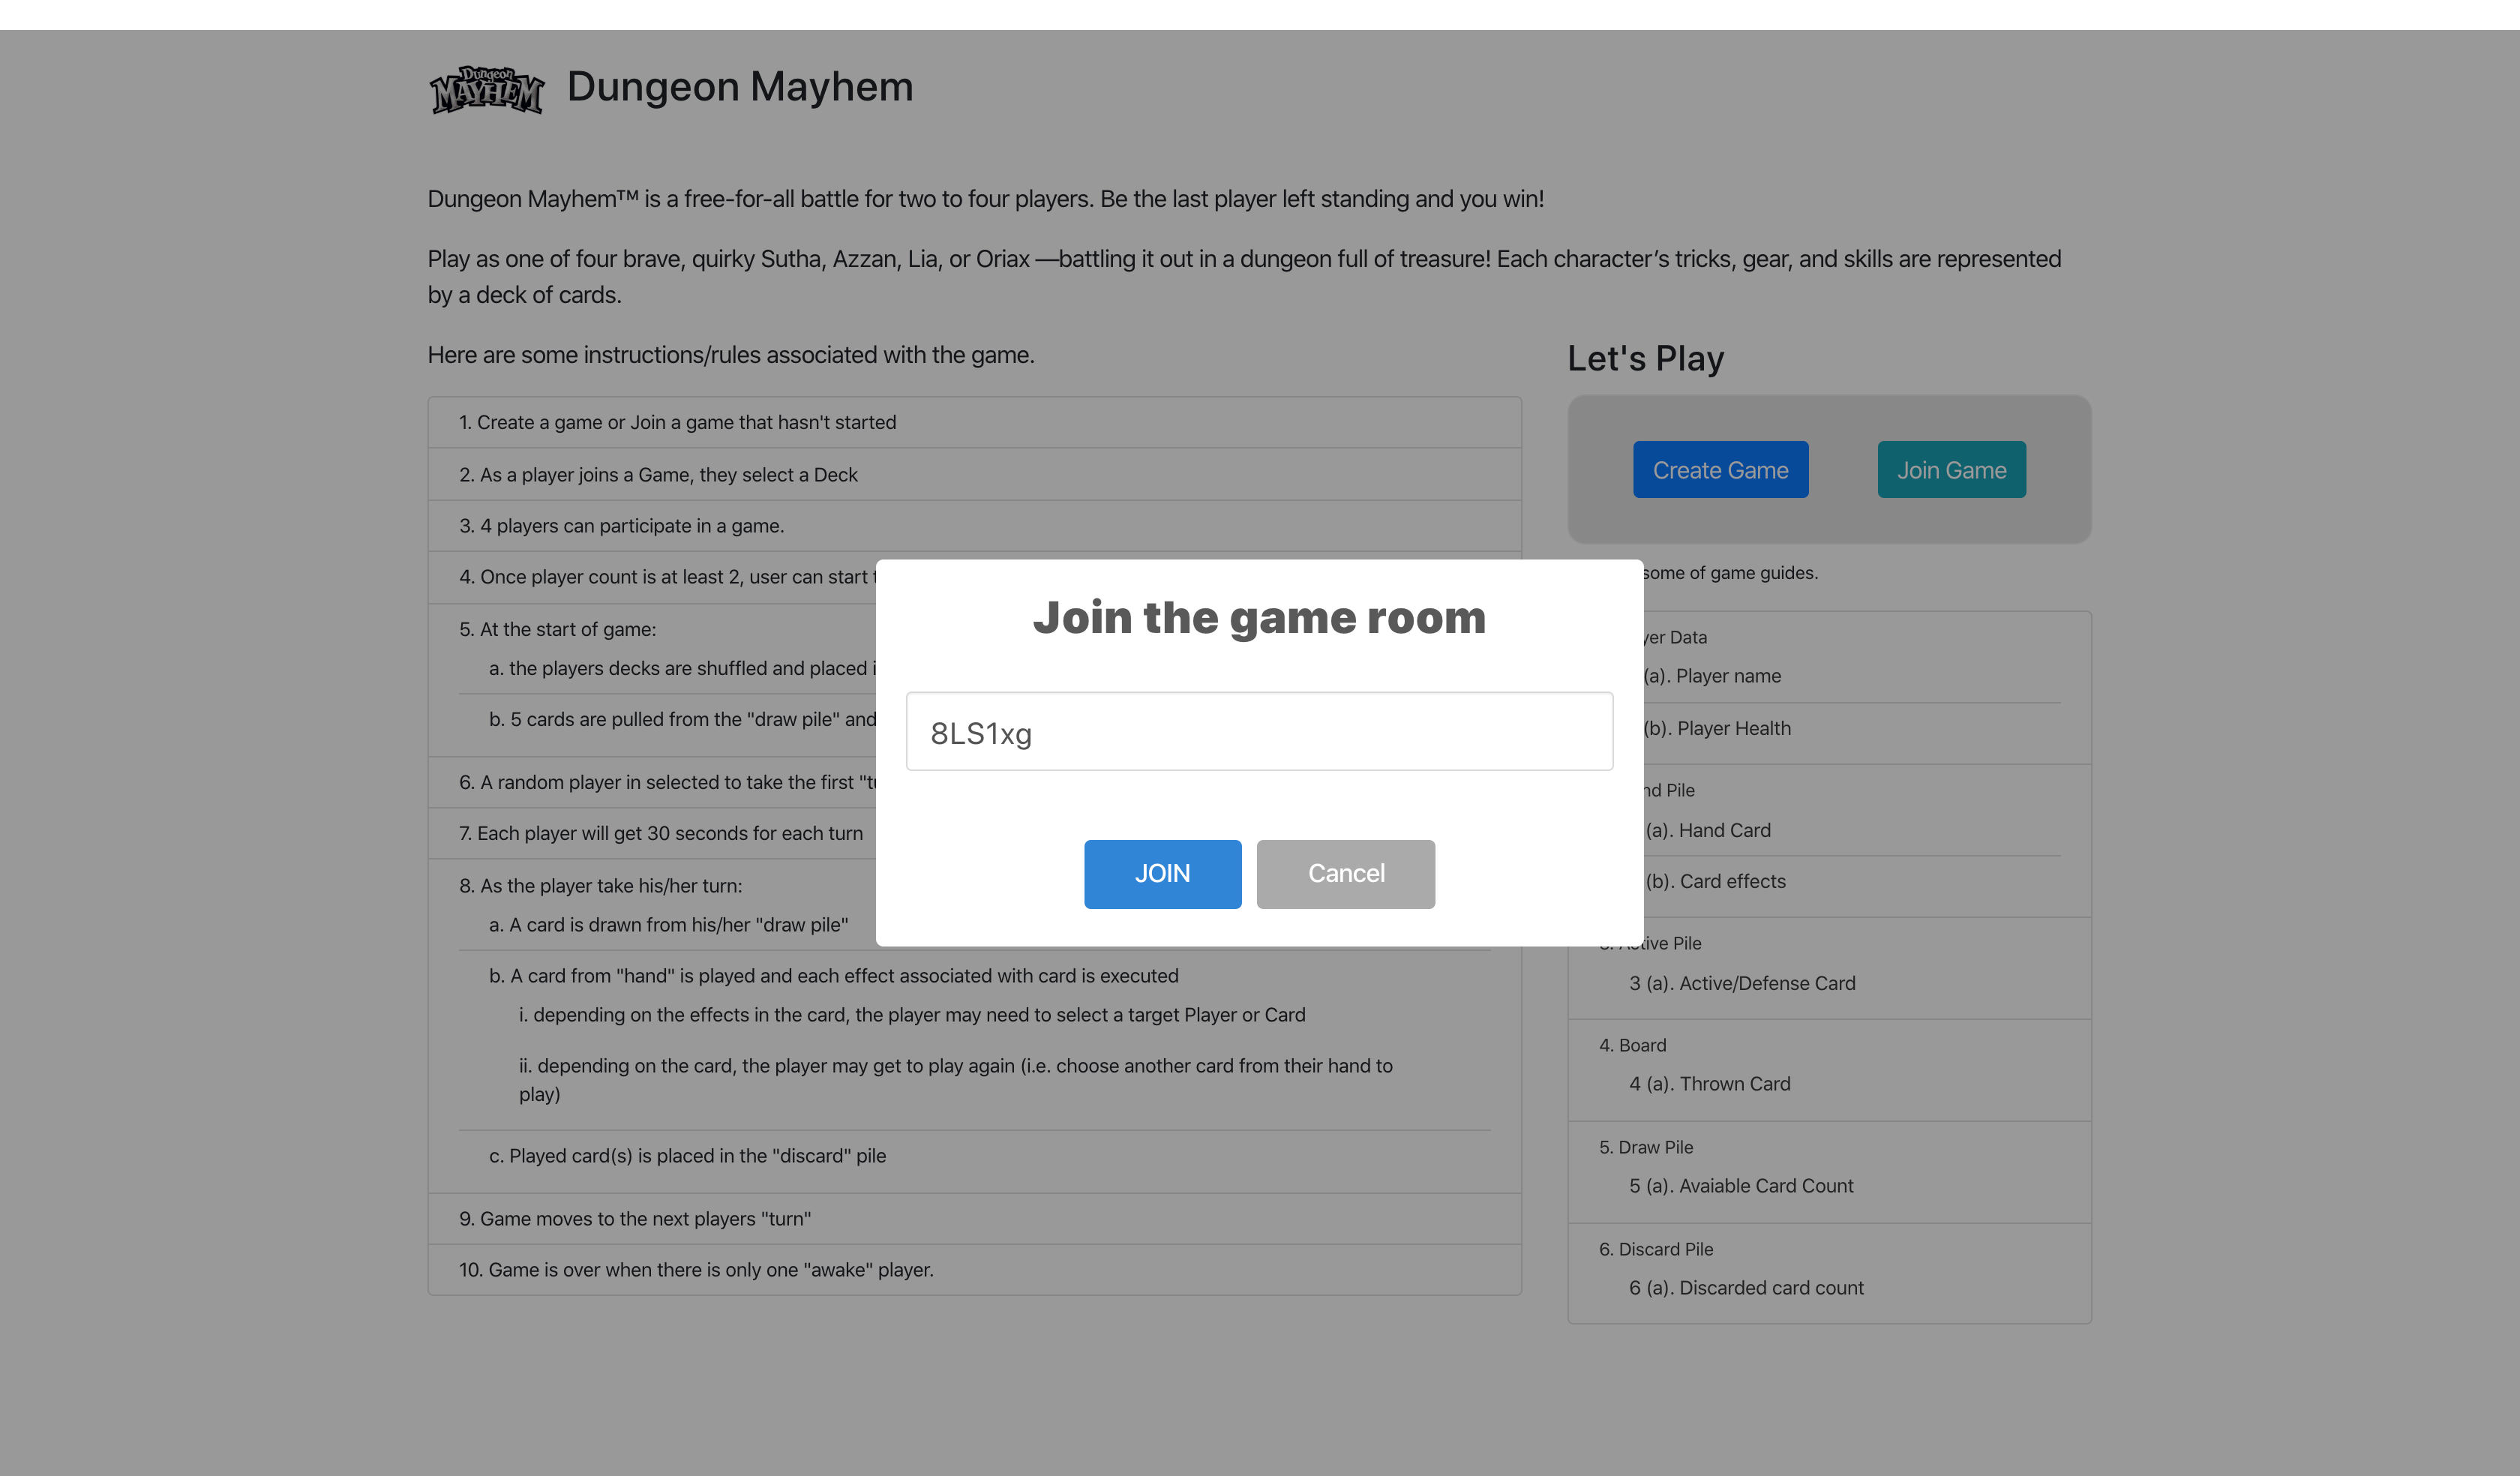 Dungeon MAYHEM
Dungeon Mayhem
Dungeon Mayhem™ is a free-for-all battle for two to four players. Be the last player left standing and you win!
Play as one of four brave, quirky Sutha, Azzan, Lia, or Oriax —battling it out in a dungeon full of treasure! Each character’s tricks, gear, and skills are represented
by a deck of cards.
Here are some instructions/rules associated with the game.
1. Create a game or Join a game that hasn't started
2. As a player joins a Game, they select a Deck
3. 4 players can participate in a game.
4. Once player count is at least 2, user can start
5. At the start of game:
a. the players decks are shuffled and placed
b. 5 cards are pulled from the "draw pile" and
6. A random player in selected to take the first
7. Each player will get 30 seconds for each turn
8. As the player take his/her turn:
a. A card is drawn from his/her "draw pile"
b. A card from "hand" is played and each effect associated with card is executed
i. depending on the effects in the card, the player may need to select a target Player or Card
ii. depending on the card, the player may get to play again (i.e. choose another card from their hand to
play)
c. Played card(s) is placed in the "discard" pile
9. Game moves to the next players "turn"
10. Game is over when there is only one "awake" player.
Let's Play
Create Game
Join Game
some of game guides.
Data
(a). Player name
(b). Player Health
Pile
(a). Hand Card
(b). Card effects
Pile
3 (a). Active/Defense Card
4. Board
4 (a). Thrown Card
5. Draw Pile
5 (a). Avaiable Card Count
6. Discard Pile
6 (a). Discarded card count
Join the game room
8LS1xg
JOIN
Cancel